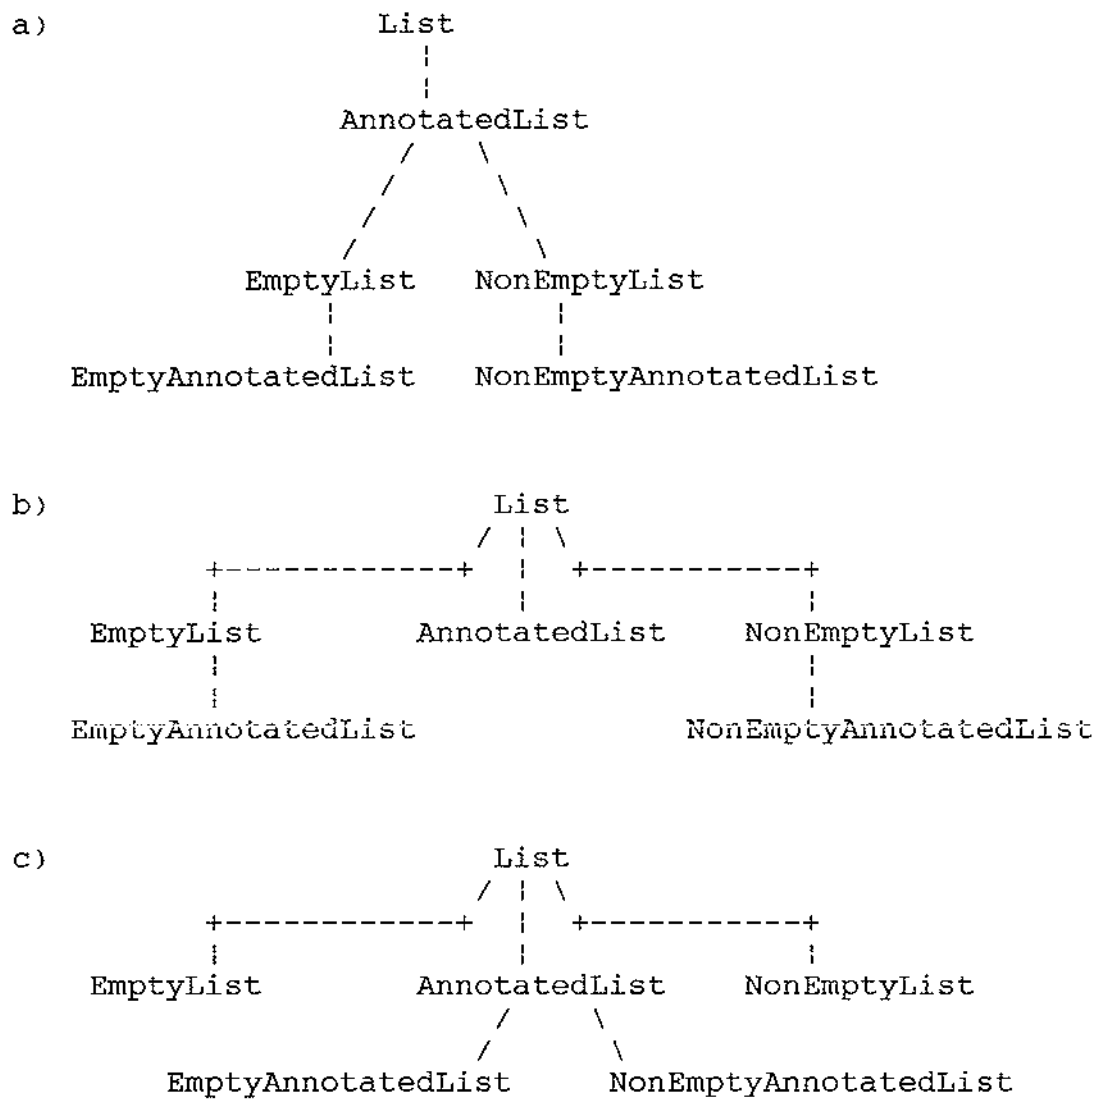 a) List
AnnotatedList
EmptyList NonEmptyList
EmptyAnnotatedList NonEmptyAnnotatedList
b) List
EmptyList AnnotatedList NonEmptyList
EmptyAnnotatedList NonEmptyAnnotatedList
c) List
EmptyList AnnotatedList NonEmptyList
EmptyAnnotatedList NonEmptyAnnotatedList